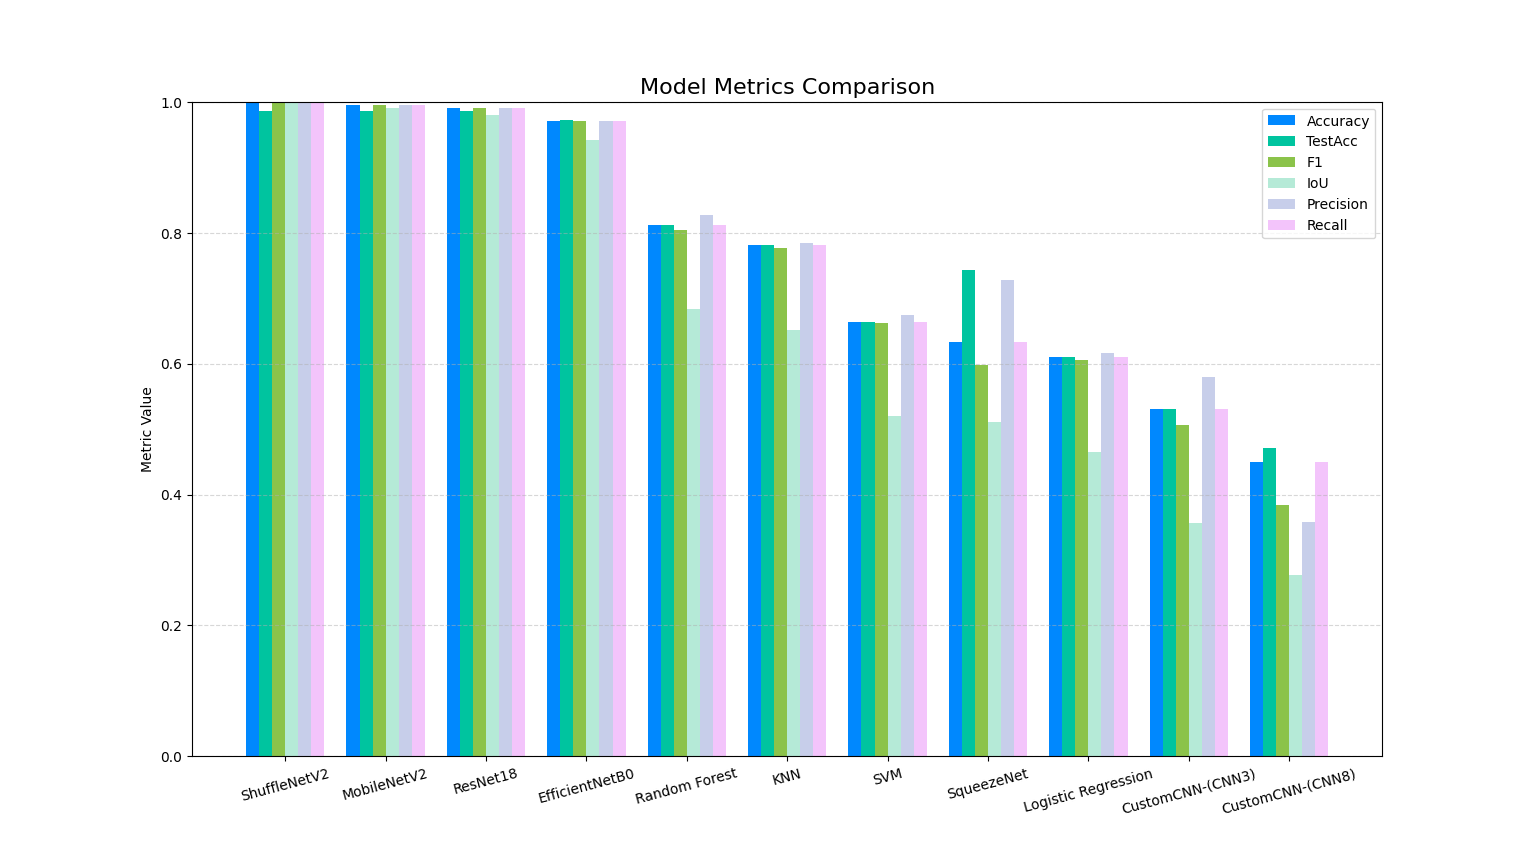 Model Metrics Comparison
1.0
0.8
0.6
0.4
0.2
0.0
Metric Value
Accuracy
TestAcc
F1
IoU
Precision
Recall
ShuffleNetV2
MobileNetV2
ResNet18
EfficientNetB0
Random Forest
KNN
SVM
SqueezeNet
Logistic Regression
CustomCNN-(CNN3)
CustomCNN-(CNN8)